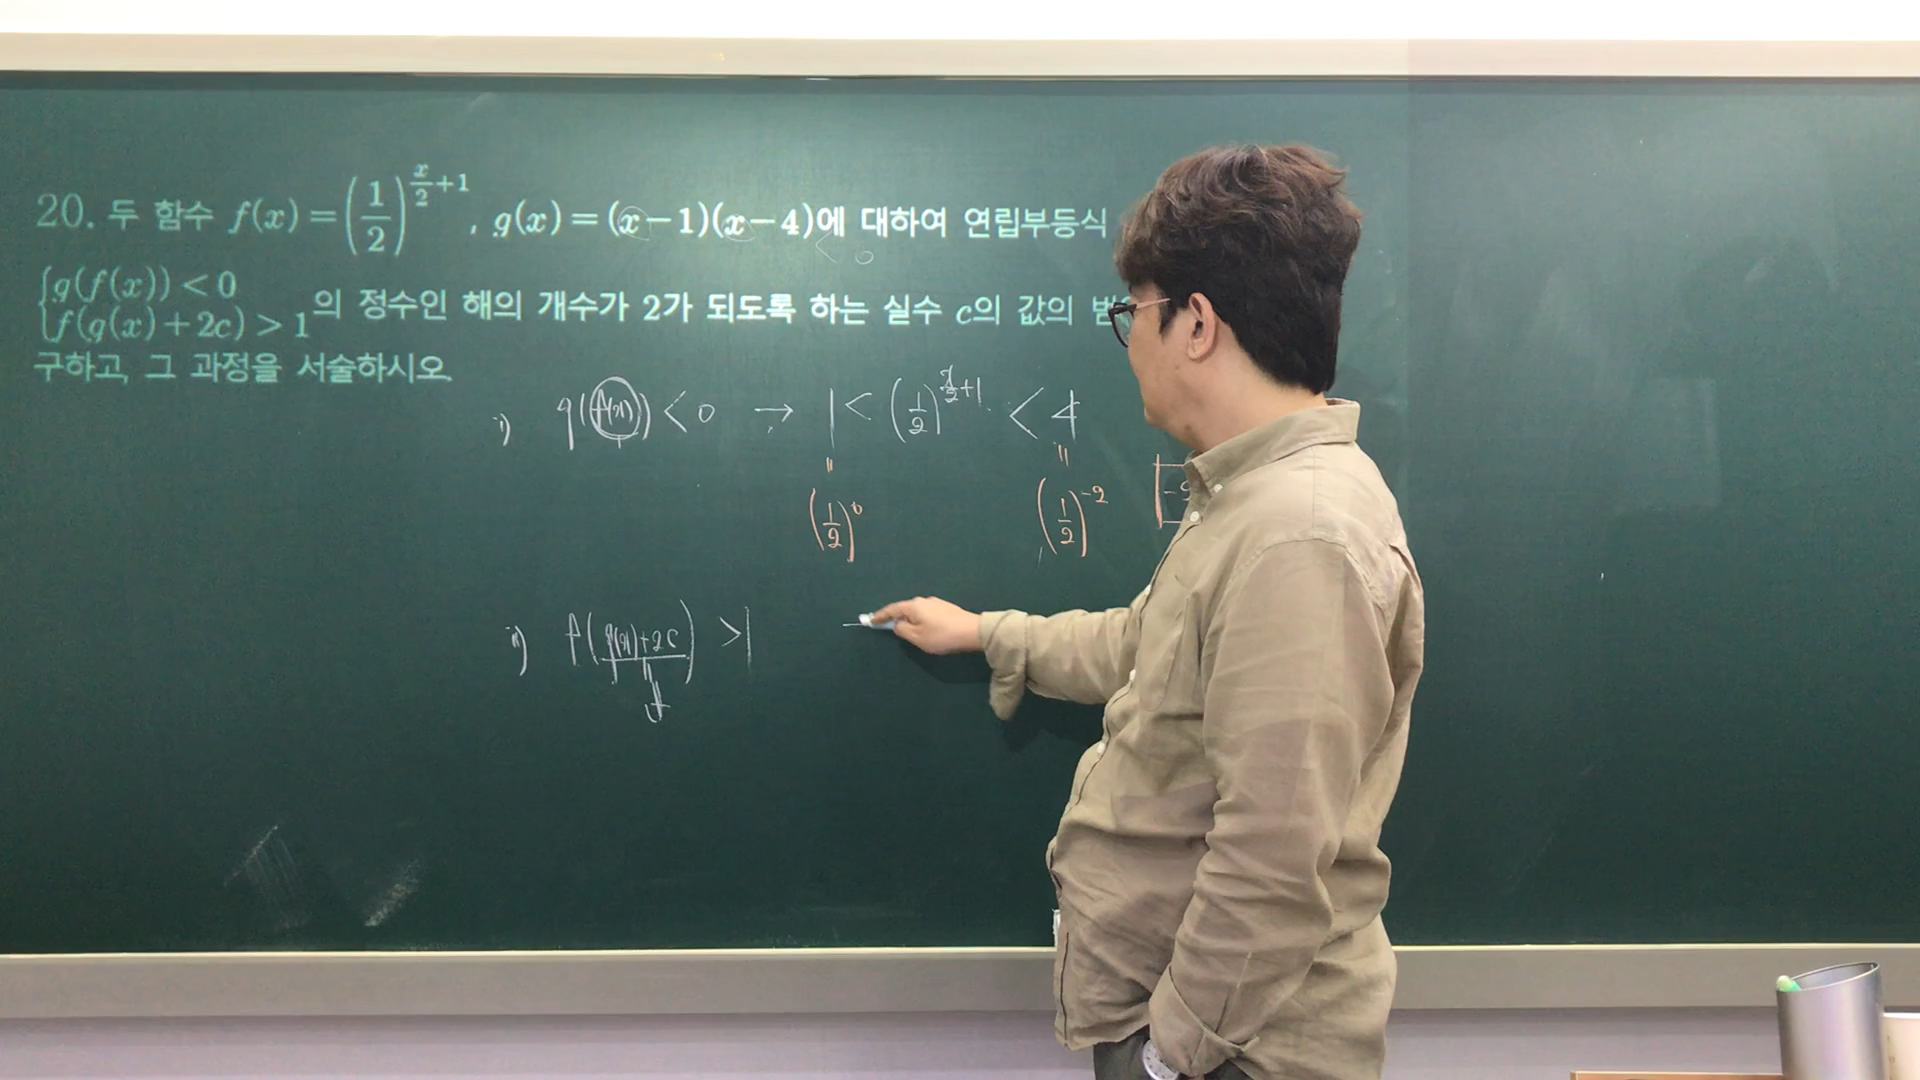 20. 두 함수 f(x)=(1/2)^(x/2+1), g(x)=(x-1)(x-4)에 대하여 연립부등식
< 0
{g(f(x))<0
{f(g(x)+2c)>1 의 정수인 해의 개수가 2가 되도록 하는 실수 c의 값의
구하고, 그 과정을 서술하시오.
i) g(f(x))<0 → 1<(1/2)^(x/2+1)<4
(1/2)^0 (1/2)^-2
ii) f(g(x)+2c) >1